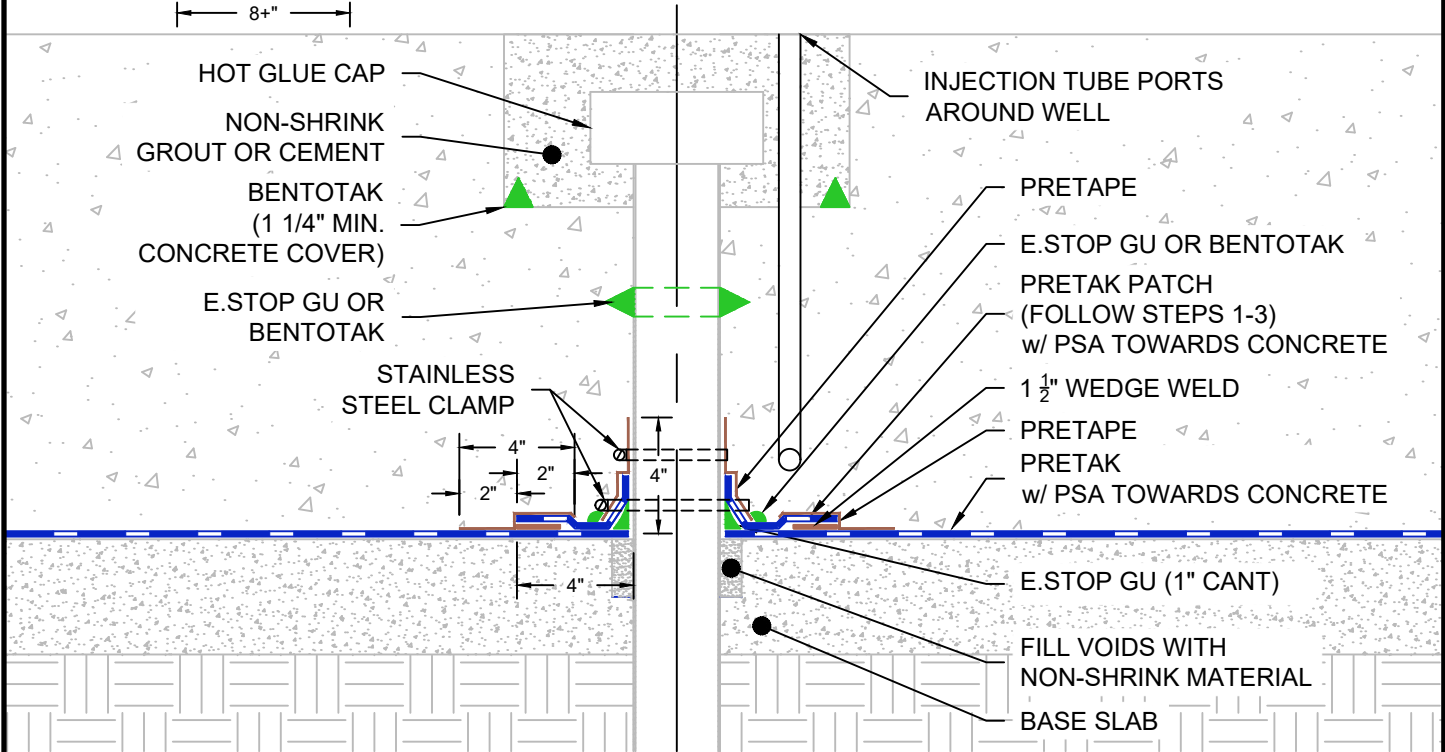 8+"
HOT GLUE CAP
NON-SHRINK
GROUT OR CEMENT
BENTOTAK
(1 1/4" MIN.
CONCRETE COVER)
E.STOP GU OR
BENTOTAK
STAINLESS
STEEL CLAMP
4"
2"
2"
4"
4"
INJECTION TUBE PORTS
AROUND WELL
PRETAPE
E.STOP GU OR BENTOTAK
PRETAK PATCH
(FOLLOW STEPS 1-3)
w/ PSA TOWARDS CONCRETE
1 1/2" WEDGE WELD
PRETAPE
PRETAK
w/ PSA TOWARDS CONCRETE
E.STOP GU (1" CANT)
FILL VOIDS WITH
NON-SHRINK MATERIAL
BASE SLAB